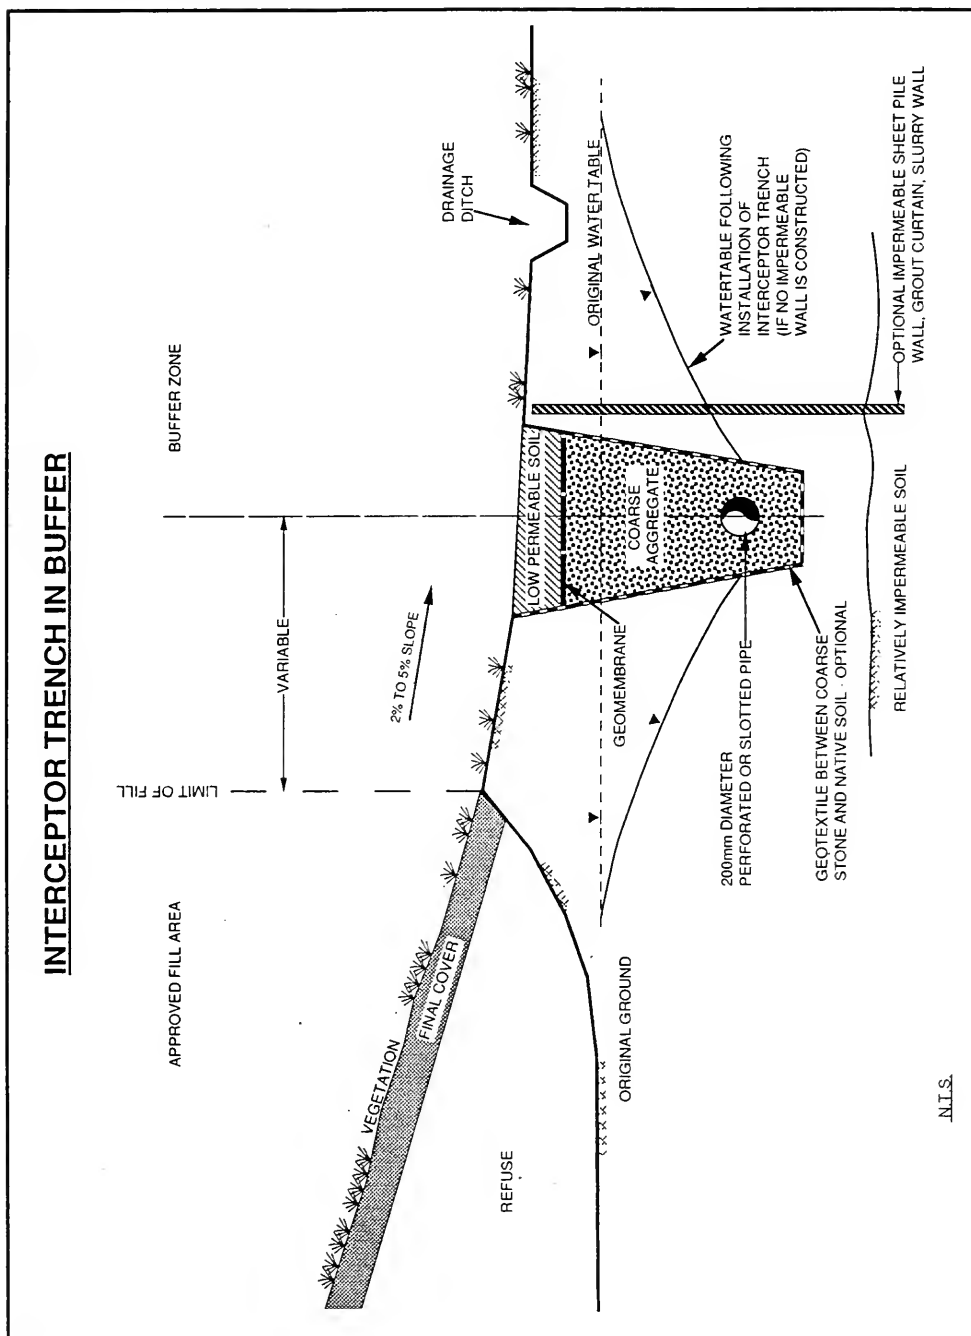 INTERCEPTOR TRENCH IN BUFFER
APPROVED FILL AREA
LIMIT OF FILL
BUFFER ZONE
VARIABLE
2% TO 5% SLOPE
VEGETATION
FINAL COVER
REFUSE
ORIGINAL GROUND
DRAINAGE
DITCH
LOW PERMEABLE SOIL
COARSE
AGGREGATE
ORIGINAL WATER TABLE
GEOMEMBRANE
WATERTABLE FOLLOWING
INSTALLATION OF
INTERCEPTOR TRENCH
(IF NO IMPERMEABLE
WALL IS CONSTRUCTED)
200mm DIAMETER
PERFORATED OR SLOTTED PIPE
GEOTEXTILE BETWEEN COARSE
STONE AND NATIVE SOIL - OPTIONAL
RELATIVELY IMPERMEABLE SOIL
OPTIONAL IMPERMEABLE SHEET PILE
WALL, GROUT CURTAIN, SLURRY WALL
N.T.S.